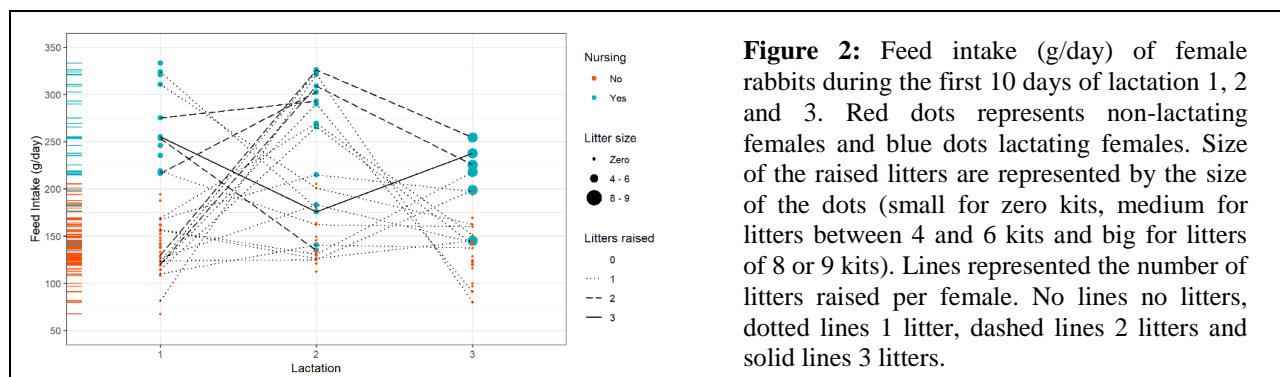 350
300
250
200
150
100
50
Feed Intake (g/day)
1 2 3
Lactation
Nursing
No
Yes
Litter size
Zero
4 - 6
8 - 9
Litters raised
0
1
2
3
Figure 2: Feed intake (g/day) of female
rabbits during the first 10 days of lactation 1, 2
and 3. Red dots represents non-lactating
females and blue dots lactating females. Size
of the raised litters are represented by the size
of the dots (small for zero kits, medium for
litters between 4 and 6 kits and big for litters
of 8 or 9 kits). Lines represented the number of
litters raised per female. No lines no litters,
dotted lines 1 litter, dashed lines 2 litters and
solid lines 3 litters.